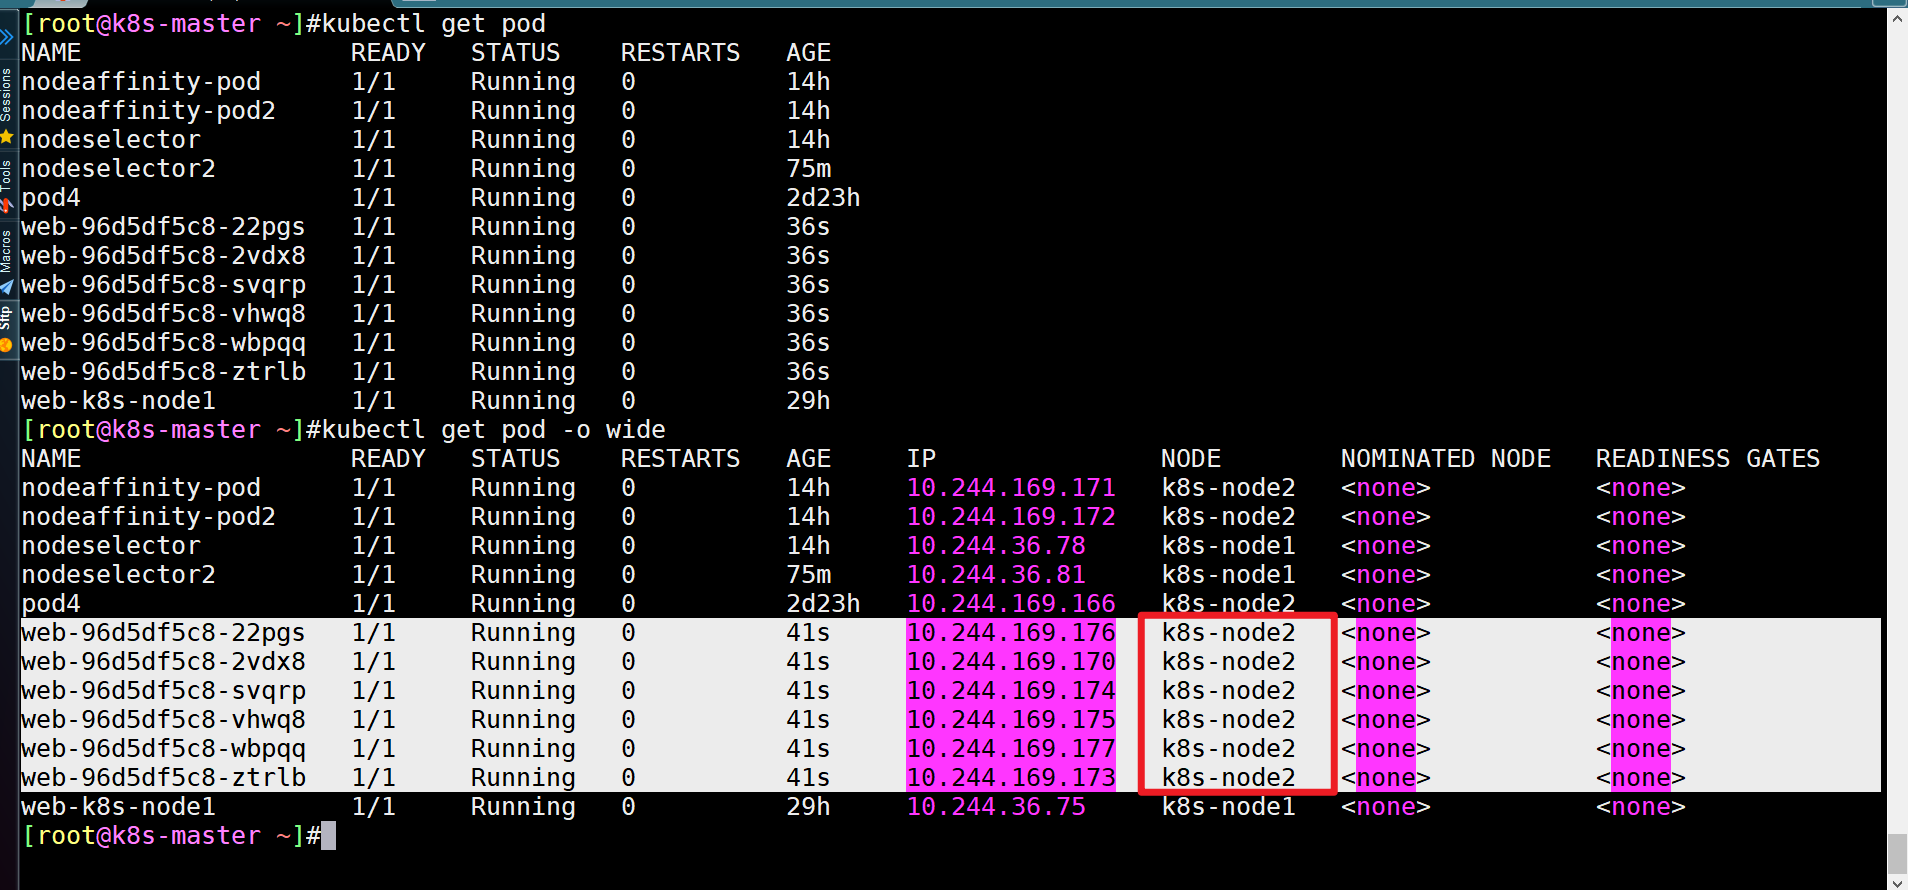 [root@k8s-master ~]#kubectl get pod
NAME READY STATUS RESTARTS AGE
nodeaffinity-pod 1/1 Running 0 14h
nodeaffinity-pod2 1/1 Running 0 14h
nodeselector 1/1 Running 0 14h
nodeselector2 1/1 Running 0 75m
pod4 1/1 Running 0 2d23h
web-96d5df5c8-22pgs 1/1 Running 0 36s
web-96d5df5c8-2vdx8 1/1 Running 0 36s
web-96d5df5c8-svqrp 1/1 Running 0 36s
web-96d5df5c8-vhwq8 1/1 Running 0 36s
web-96d5df5c8-wbpqq 1/1 Running 0 36s
web-96d5df5c8-ztrlb 1/1 Running 0 36s
web-k8s-node1 1/1 Running 0 29h
[root@k8s-master ~]#kubectl get pod -o wide
NAME READY STATUS RESTARTS AGE IP NODE NOMINATED NODE READINESS GATES
nodeaffinity-pod 1/1 Running 0 14h 10.244.169.171 k8s-node2 <none> <none>
nodeaffinity-pod2 1/1 Running 0 14h 10.244.169.172 k8s-node2 <none> <none>
nodeselector 1/1 Running 0 14h 10.244.36.78 k8s-node1 <none> <none>
nodeselector2 1/1 Running 0 75m 10.244.36.81 k8s-node1 <none> <none>
pod4 1/1 Running 0 2d23h 10.244.169.166 k8s-node2 <none> <none>
web-96d5df5c8-22pgs 1/1 Running 0 41s 10.244.169.176 k8s-node2 <none> <none>
web-96d5df5c8-2vdx8 1/1 Running 0 41s 10.244.169.170 k8s-node2 <none> <none>
web-96d5df5c8-svqrp 1/1 Running 0 41s 10.244.169.174 k8s-node2 <none> <none>
web-96d5df5c8-vhwq8 1/1 Running 0 41s 10.244.169.175 k8s-node2 <none> <none>
web-96d5df5c8-wbpqq 1/1 Running 0 41s 10.244.169.177 k8s-node2 <none> <none>
web-96d5df5c8-ztrlb 1/1 Running 0 41s 10.244.169.173 k8s-node2 <none> <none>
web-k8s-node1 1/1 Running 0 29h 10.244.36.75 k8s-node1 <none> <none>
[root@k8s-master ~]#
Sessions
Tools
Macros
Sftp